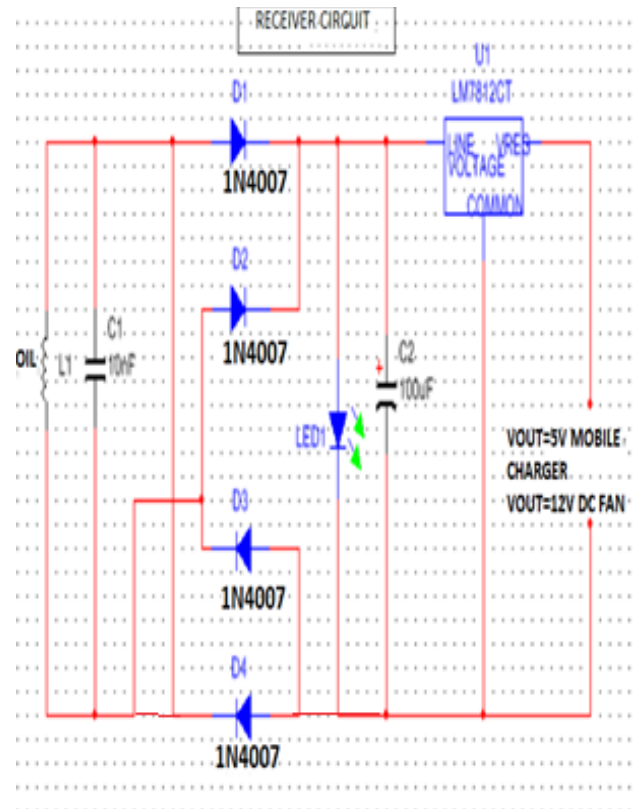 RECEIVER CIRCUIT
U1
LM7812CT
D1
LINE VREG
VOLTAGE
COMMON
1N4007
D2
1N4007
OIL
L1
C1
10nF
C2
100uF
LED1
VOUT=5V MOBILE
CHARGER
VOUT=12V DC FAN
D3
1N4007
D4
1N4007